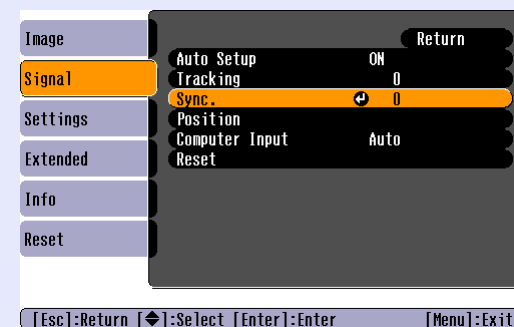 Image
Signal
Settings
Extended
Info
Reset
Return
Auto Setup ON
Tracking 0
Sync. 0
Position
Computer Input Auto
Reset
[Esc]:Return [◆]:Select [Enter]:Enter [Menu]:Exit